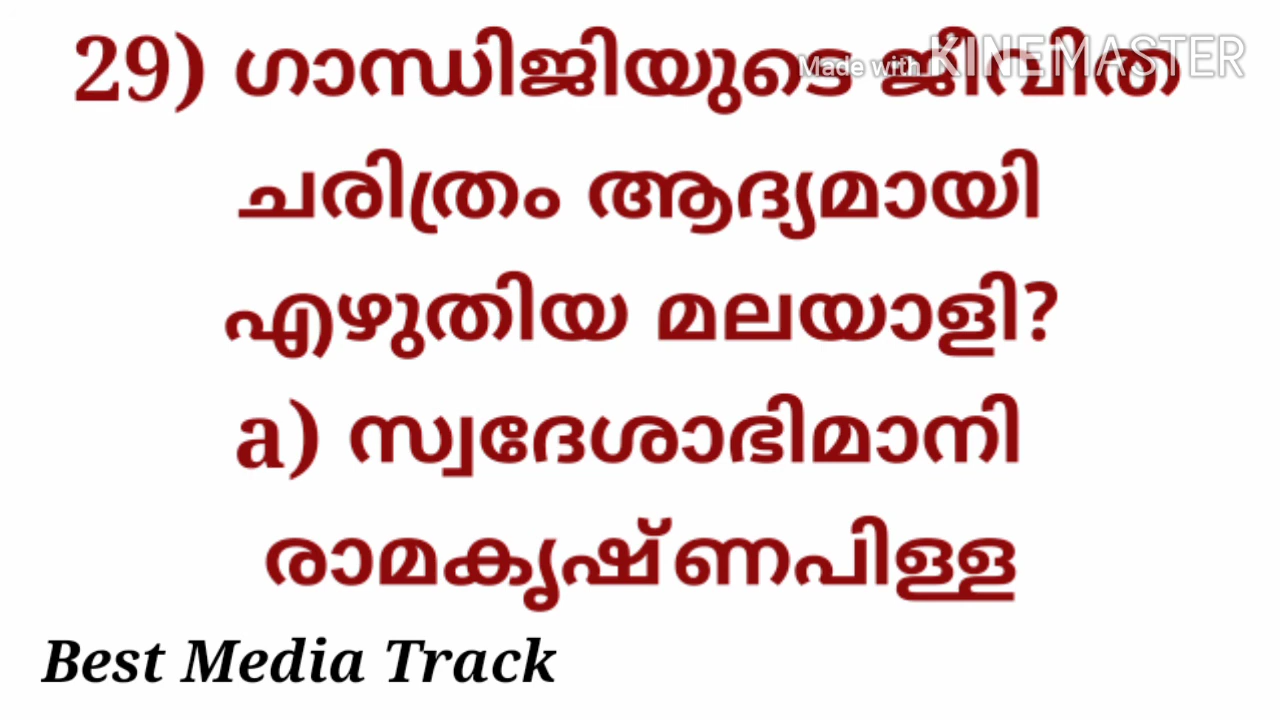 29) ഗാന്ധിജിയുടെ ജീവിത
Made with KINEMASTER
ചരിത്രം ആദ്യമായി
എഴുതിയ മലയാളി?
a) സ്വദേശാഭിമാനി
രാമകൃഷ്ണപിള്ള
Best Media Track